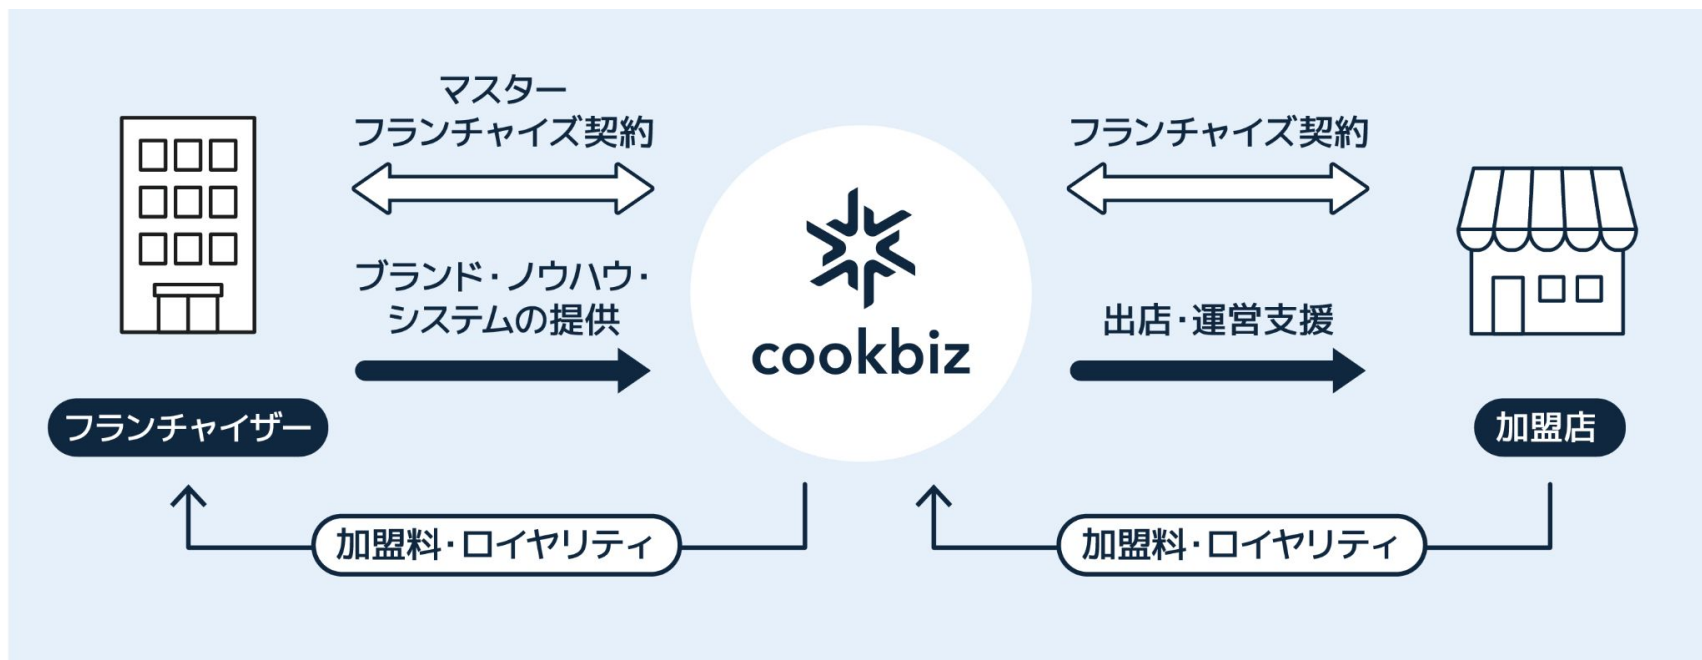 マスター
フランチャイズ契約
ブランド・ノウハウ・
システムの提供
フランチャイザー
加盟料・ロイヤリティ
cookbiz
フランチャイズ契約
出店・運営支援
加盟店
加盟料・ロイヤリティ